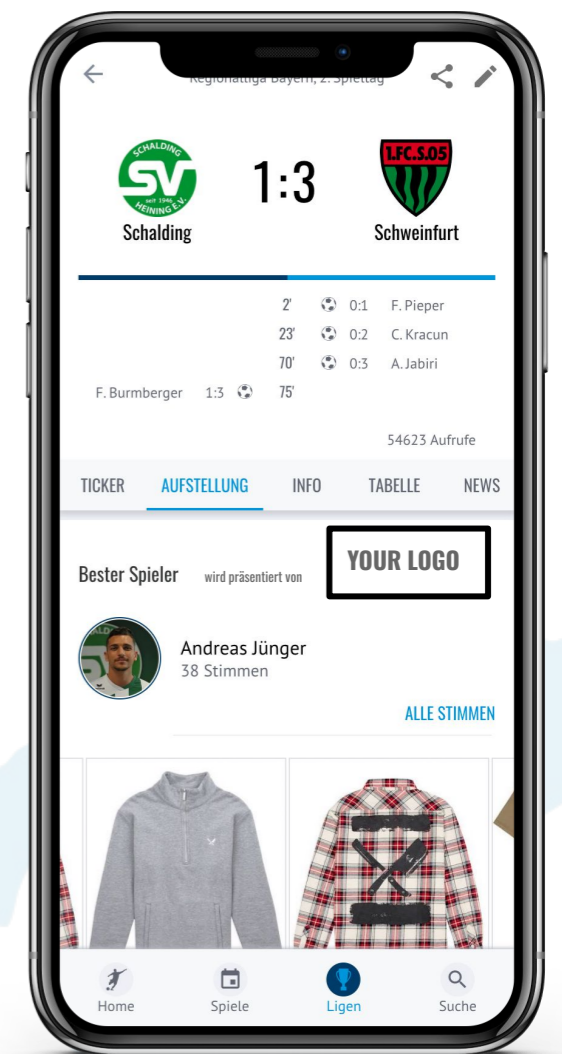 Regionalliga Bayern, 2. Spieltag
SCHALDING
SV
seit 1946
HEINING E.V.
1:3
1.FC.S.05
Schalding
Schweinfurt
2' 0:1 F. Pieper
23' 0:2 C. Kracun
70' 0:3 A. Jabiri
F. Burmberger 1:3 75'
54623 Aufrufe
TICKER AUFSTELLUNG INFO TABELLE NEWS
Bester Spieler wird präsentiert von YOUR LOGO
Andreas Jünger
38 Stimmen
ALLE STIMMEN
Home Spiele Ligen Suche